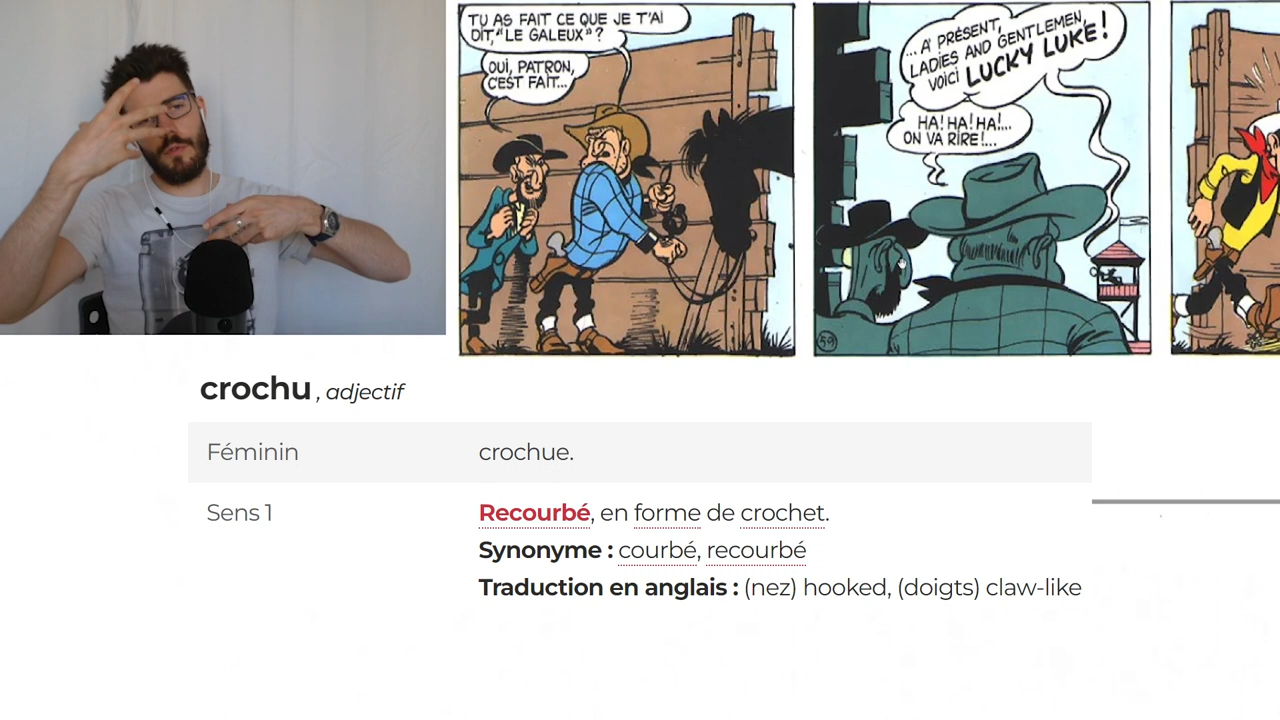 TU AS FAIT CE QUE JE T'AI
DIT, "LE GALEUX" ?
OUI, PATRON,
C'EST FAIT...
... A' PRÉSENT,
LADIES AND GENTLEMEN,
VOICI LUCKY LUKE !
HA! HA! HA!...
ON VA RIRE!...
59
crochu , adjectif
Féminin
crochue.
Sens 1
Recourbé, en forme de crochet.
Synonyme : courbé, recourbé
Traduction en anglais : (nez) hooked, (doigts) claw-like